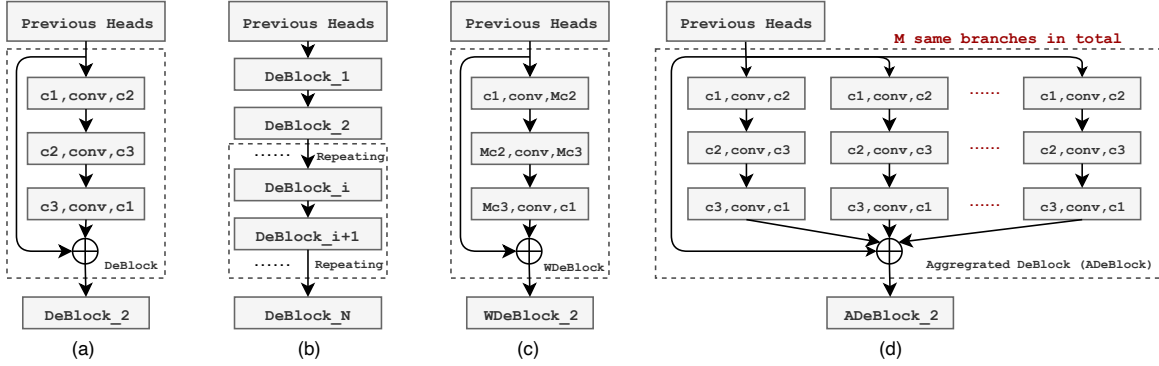 Previous Heads
c1,conv,c2
c2,conv,c3
c3,conv,c1
DeBlock
DeBlock_2
(a)
Previous Heads
DeBlock_1
DeBlock_2
...... Repeating
DeBlock_i
DeBlock_i+1
...... Repeating
DeBlock_N
(b)
Previous Heads
c1,conv,Mc2
Mc2,conv,Mc3
Mc3,conv,c1
WDeBlock
WDeBlock_2
(c)
Previous Heads
M same branches in total
c1,conv,c2 c1,conv,c2 ...... c1,conv,c2
c2,conv,c3 c2,conv,c3 ...... c2,conv,c3
c3,conv,c1 c3,conv,c1 ...... c3,conv,c1
Aggregrated DeBlock (ADeBlock)
ADeBlock_2
(d)